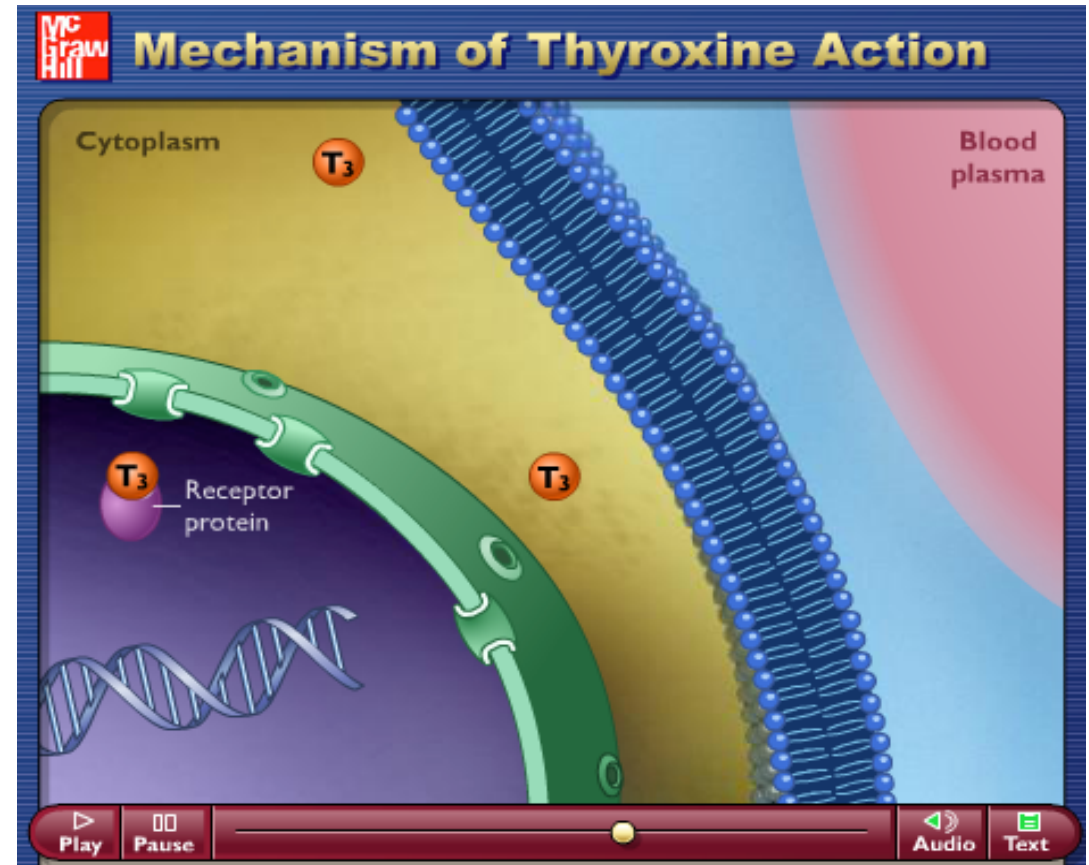 Mc
Graw
Hill
Mechanism of Thyroxine Action
Cytoplasm
T₃
Blood
plasma
T₃
Receptor
protein
T₃
Play
Pause
Audio
Text